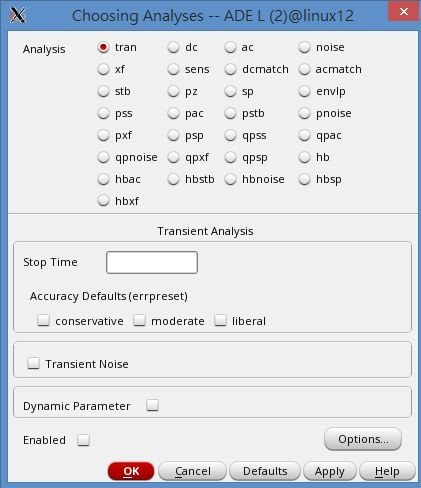 Choosing Analyses -- ADE L (2)@linux12
Analysis tran dc ac noise
xf sens dcmatch acmatch
stb pz sp envlp
pss pac pstb pnoise
pxf psp qpss qpac
qpnoise qpxf qpsp hb
hbac hbstb hbnoise hbsp
hbxf
Transient Analysis
Stop Time
Accuracy Defaults (errpreset)
conservative moderate liberal
Transient Noise
Dynamic Parameter
Enabled Options...
OK Cancel Defaults Apply Help